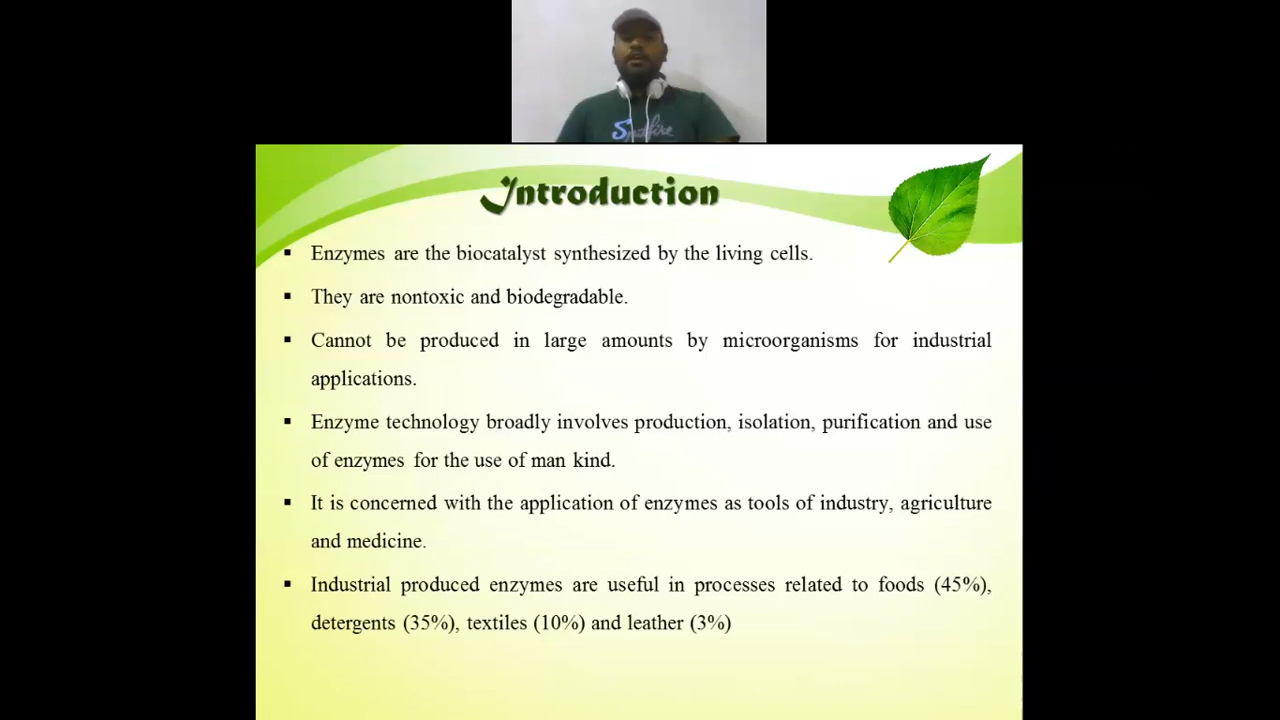 Spitfire
Introduction
▪ Enzymes are the biocatalyst synthesized by the living cells.
▪ They are nontoxic and biodegradable.
▪ Cannot be produced in large amounts by microorganisms for industrial
applications.
▪ Enzyme technology broadly involves production, isolation, purification and use
of enzymes for the use of man kind.
▪ It is concerned with the application of enzymes as tools of industry, agriculture
and medicine.
▪ Industrial produced enzymes are useful in processes related to foods (45%),
detergents (35%), textiles (10%) and leather (3%)